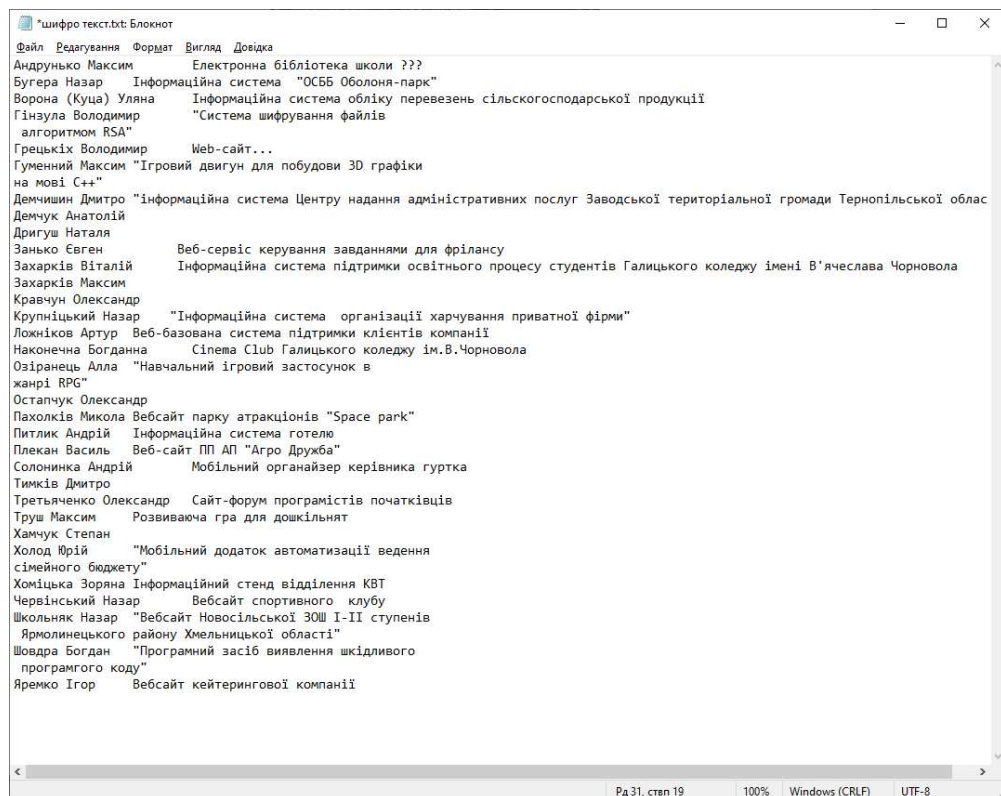 *шифро текст.txt: Блокнот
Файл Редагування Формат Вигляд Довідка
Андрунько Максим Електронна бібліотека школи ???
Бугера Назар Інформаційна система "ОСББ Оболоня-парк"
Ворона (Куца) Уляна Інформаційна система обліку перевезень сільскогосподарської продукції
Гінзула Володимир "Система шифрування файлів
алгоритмом RSA"
Грецькіх Володимир Web-сайт...
Гуменний Максим "Ігровий двигун для побудови 3D графіки
на мові C++"
Демчишин Дмитро "інформаційна система Центру надання адміністративних послуг Заводської територіальної громади Тернопільської облас
Демчук Анатолій
Дригуш Наталя
Занько Євген Веб-сервіс керування завданнями для фрілансу
Захарків Віталій Інформаційна система підтримки освітнього процесу студентів Галицького коледжу імені В'ячеслава Чорновола
Захарків Максим
Кравчун Олександр
Крупніцький Назар "Інформаційна система організації харчування приватної фірми"
Ложніков Артур Веб-базована система підтримки клієнтів компанії
Наконечна Богданна Cinema Club Галицького коледжу ім.В.Чорновола
Озіранець Алла "Навчальний ігровий застосунок в
жанрі RPG"
Остапчук Олександр
Пахолків Микола Вебсайт парку атракціонів "Space park"
Питлик Андрій Інформаційна система готелю
Плекан Василь Веб-сайт ПП АП "Агро Дружба"
Солонинка Андрій Мобільний органайзер керівника гуртка
Тимків Дмитро
Третьяченко Олександр Сайт-форум програмістів початківців
Труш Максим Розвиваюча гра для дошкільнят
Хамчук Степан
Холод Юрій "Мобільний додаток автоматизації ведення
сімейного бюджету"
Хоміцька Зоряна Інформаційний стенд відділення КВТ
Червінський Назар Вебсайт спортивного клубу
Школьняк Назар "Вебсайт Новосільської ЗОШ І-ІІ ступенів
Ярмолинецького району Хмельницької області"
Шовдра Богдан "Програмний засіб виявлення шкідливого
програмгого коду"
Яремко Ігор Вебсайт кейтерингової компанії
Рд 31, ствп 19 100% Windows (CRLF) UTF-8